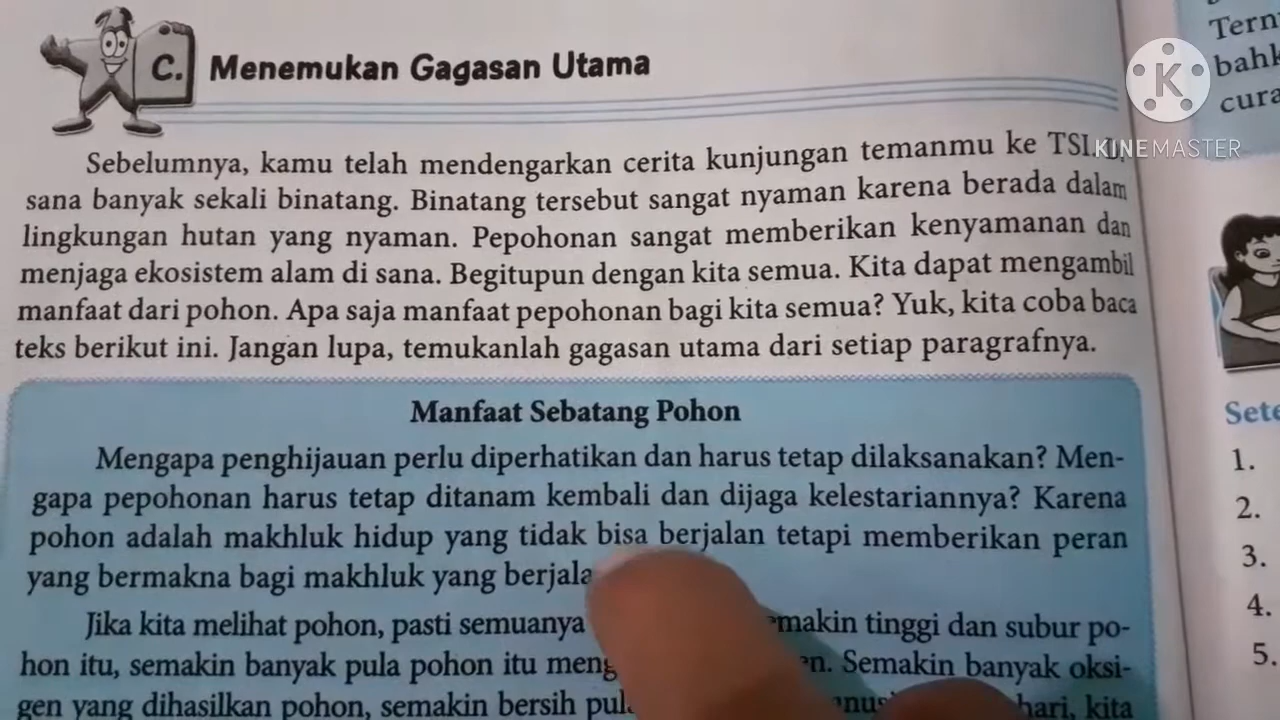 C. Menemukan Gagasan Utama
Sebelumnya, kamu telah mendengarkan cerita kunjungan temanmu ke
sana banyak sekali binatang. Binatang tersebut sangat nyaman karena berada dalam
lingkungan hutan yang nyaman. Pepohonan sangat memberikan kenyamanan dan
menjaga ekosistem alam di sana. Begitupun dengan kita semua. Kita dapat mengambil
manfaat dari pohon. Apa saja manfaat pepohonan bagi kita semua? Yuk, kita coba baca
teks berikut ini. Jangan lupa, temukanlah gagasan utama dari setiap paragrafnya.
Manfaat Sebatang Pohon
Mengapa penghijauan perlu diperhatikan dan harus tetap dilaksanakan? Men-
gapa pepohonan harus tetap ditanam kembali dan dijaga kelestariannya? Karena
pohon adalah makhluk hidup yang tidak bisa berjalan tetapi memberikan peran
yang bermakna bagi makhluk yang
Jika kita melihat pohon, pasti semuanya tinggi dan subur po-
hon itu, semakin banyak pula pohon itu Semakin banyak oksi-
gen yang dihasilkan pohon, semakin bersih hari, kita
K
KINEMASTER
Sete
1.
2.
3.
4.
5.